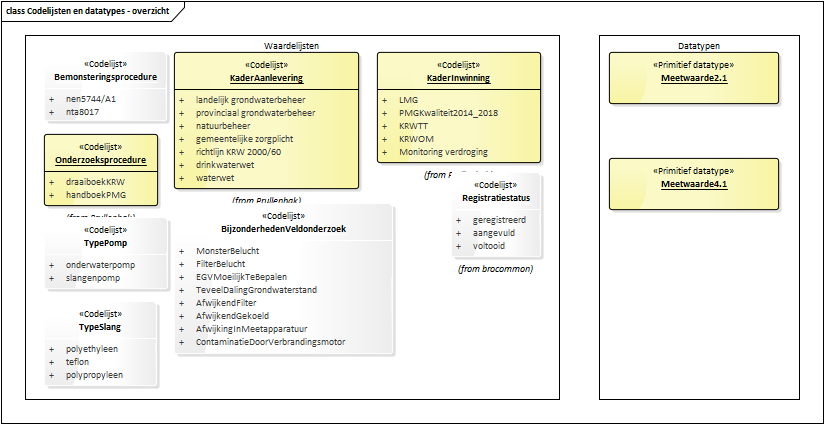 class Codelijsten en datatypes - overzicht
Waardelijsten
«Codelijst»
Bemonsteringsprocedure
+ nen5744/A1
+ nta8017
«Codelijst»
KaderAanlevering
+ landelijk grondwaterbeheer
+ provinciaal grondwaterbeheer
+ natuurbeheer
+ gemeentelijke zorgplicht
+ richtlijn KRW 2000/60
+ drinkwaterwet
+ waterwet
(from Prullenbak)
«Codelijst»
KaderInwinning
+ LMG
+ PMGKwaliteit2014_2018
+ KRWTT
+ KRWOM
+ Monitoring verdroging
(from
«Codelijst»
Onderzoeksprocedure
+ draaiboekKRW
+ handboekPMG
(from Prullenbak)
«Codelijst»
Registratiestatus
+ geregistreerd
+ aangevuld
+ voltooid
(from brocommon)
«Codelijst»
TypePomp
+ onderwaterpomp
+ slangenpomp
«Codelijst»
BijzonderhedenVeldonderzoek
+ MonsterBelucht
+ FilterBelucht
+ EGVMoeilijkTeBepalen
+ TeveelDalingGrondwaterstand
+ AfwijkendFilter
+ AfwijkendGekoeld
+ AfwijkingInMeetapparatuur
+ ContaminatieDoorVerbrandingsmotor
«Codelijst»
TypeSlang
+ polyethyleen
+ teflon
+ polypropyleen
Datatypen
«Primitief datatype»
Meetwaarde2.1
«Primitief datatype»
Meetwaarde4.1